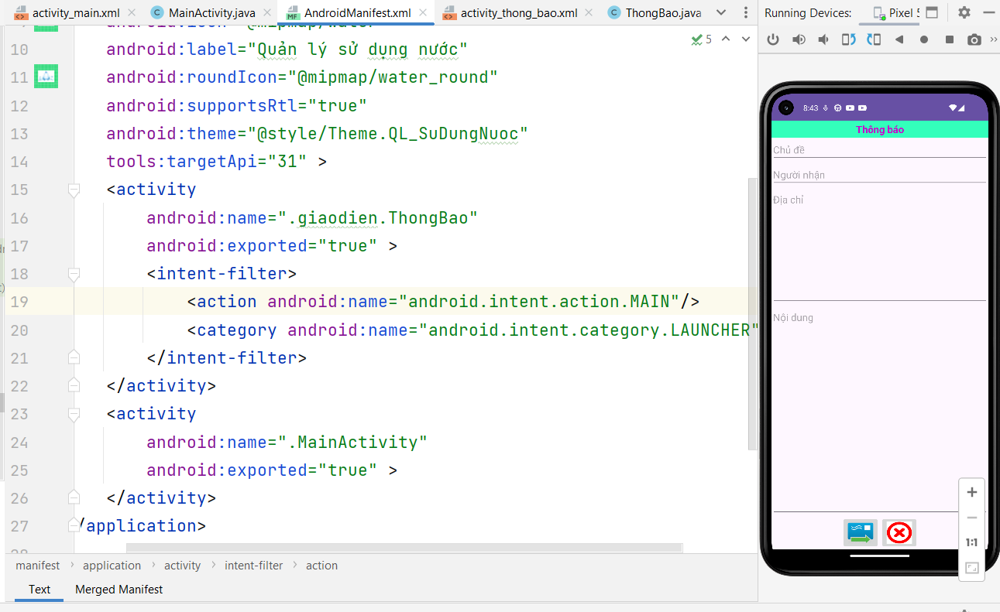 activity_main.xml MainActivity.java AndroidManifest.xml activity_thong_bao.xml ThongBao.java Running Devices: Pixel 5
10 android:label="Quản lý sử dụng nước"
5
11 android:roundIcon="@mipmap/water_round"
12 android:supportsRtl="true"
13 android:theme="@style/Theme.QL_SuDungNuoc"
14 tools:targetApi="31" >
15 <activity
16 android:name=".giaodien.ThongBao"
17 android:exported="true" >
18 <intent-filter>
19 <action android:name="android.intent.action.MAIN"/>
20 <category android:name="android.intent.category.LAUNCHER"
21 </intent-filter>
22 </activity>
23 <activity
24 android:name=".MainActivity"
25 android:exported="true" >
26 </activity>
27 /application>
manifest > application > activity > intent-filter > action
Text Merged Manifest
8:43
Thông báo
Chủ đề
Người nhận
Địa chỉ
Nội dung
1:1